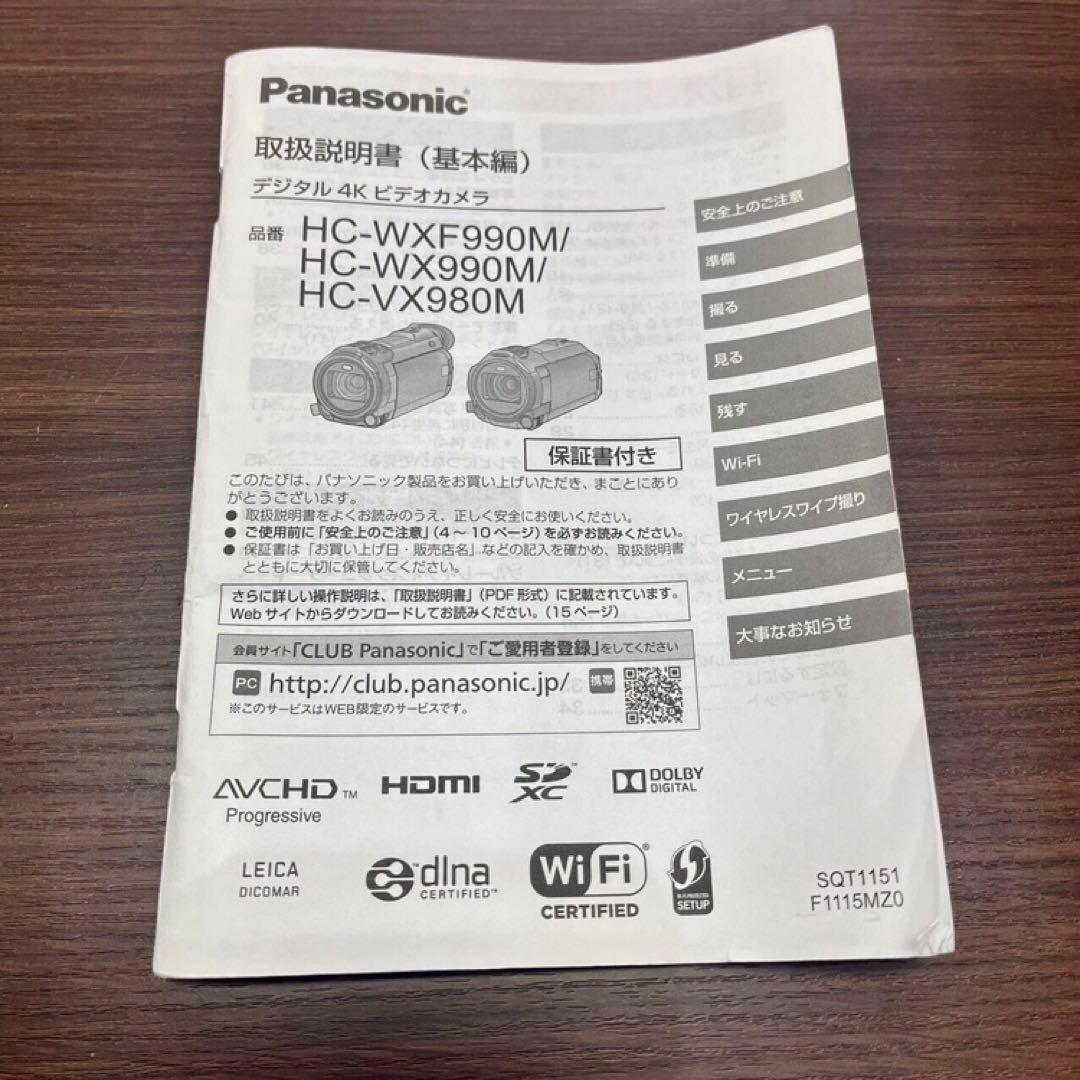 Panasonic
取扱説明書（基本編）
デジタル 4K ビデオカメラ
品番 HC-WXF990M/
HC-WX990M/
HC-VX980M
安全上のご注意
準備
撮る
見る
残す
Wi-Fi
ワイヤレスワイプ撮り
メニュー
大事なお知らせ
保証書付き
このたびは、パナソニック製品をお買い上げいただき、まことにあり
がとうございます。
● 取扱説明書をよくお読みのうえ、正しく安全にお使いください。
● ご使用前に「安全上のご注意」（4 ～ 10 ページ）を必ずお読みください。
● 保証書は「お買い上げ日・販売店名」などの記入を確かめ、取扱説明書
とともに大切に保管してください。
さらに詳しい操作説明は、「取扱説明書」（PDF 形式）に記載されています。
Web サイトからダウンロードしてお読みください。（15 ページ）
会員サイト「CLUB Panasonic」で「ご愛用者登録」をしてください
PC http://club.panasonic.jp/ 携帯
※このサービスはWEB限定のサービスです。
AVCHD™
Progressive
HDMI
SD XC™
DOLBY
DIGITAL
LEICA
DICOMAR
dlna
CERTIFIED™
Wi Fi®
CERTIFIED
WI-FI PROTECTED
SETUP
SQT1151
F1115MZ0